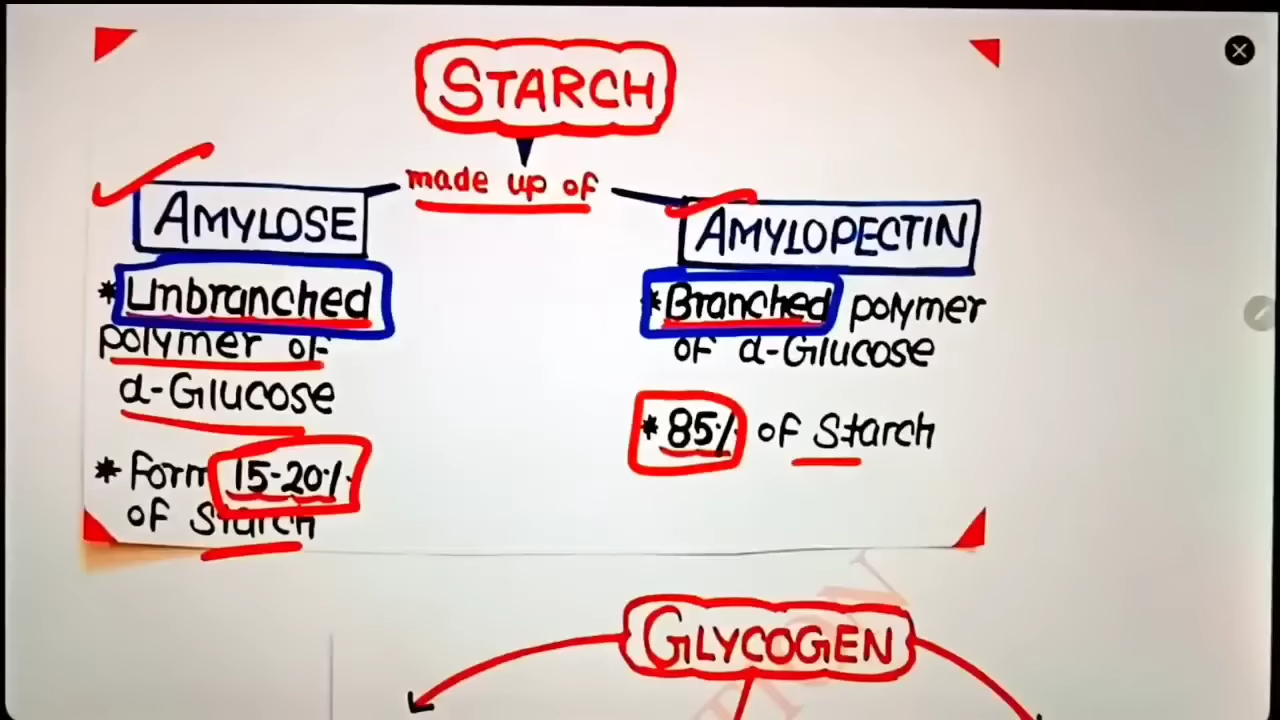 STARCH
made up of
AMYLOSE
* Unbranched
polymer of
α-Glucose
* Form 15-20%
of Starch
AMYLOPECTIN
* Branched polymer
of α-Glucose
* 85% of Starch
GLYCOGEN